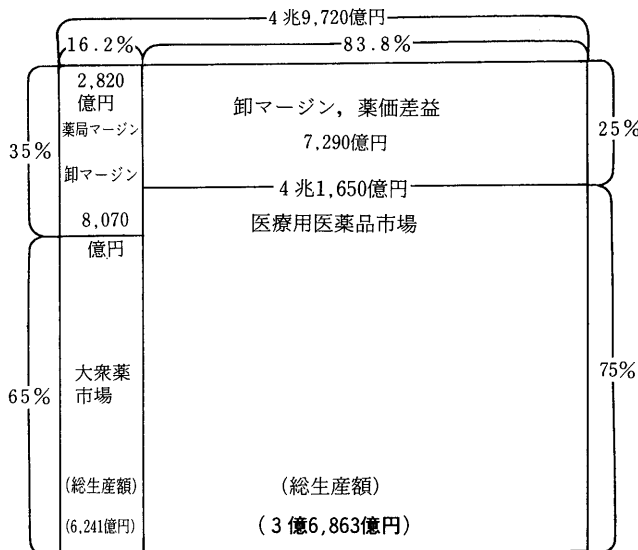 4兆9,720億円
16.2%
83.8%
2,820
億円
薬局マージン
卸マージン
8,070
億円
卸マージン，薬価差益
7,290億円
4兆1,650億円
医療用医薬品市場
35%
25%
65%
75%
大衆薬
市場
(総生産額)
(6,241億円)
(総生産額)
(3億6,863億円)